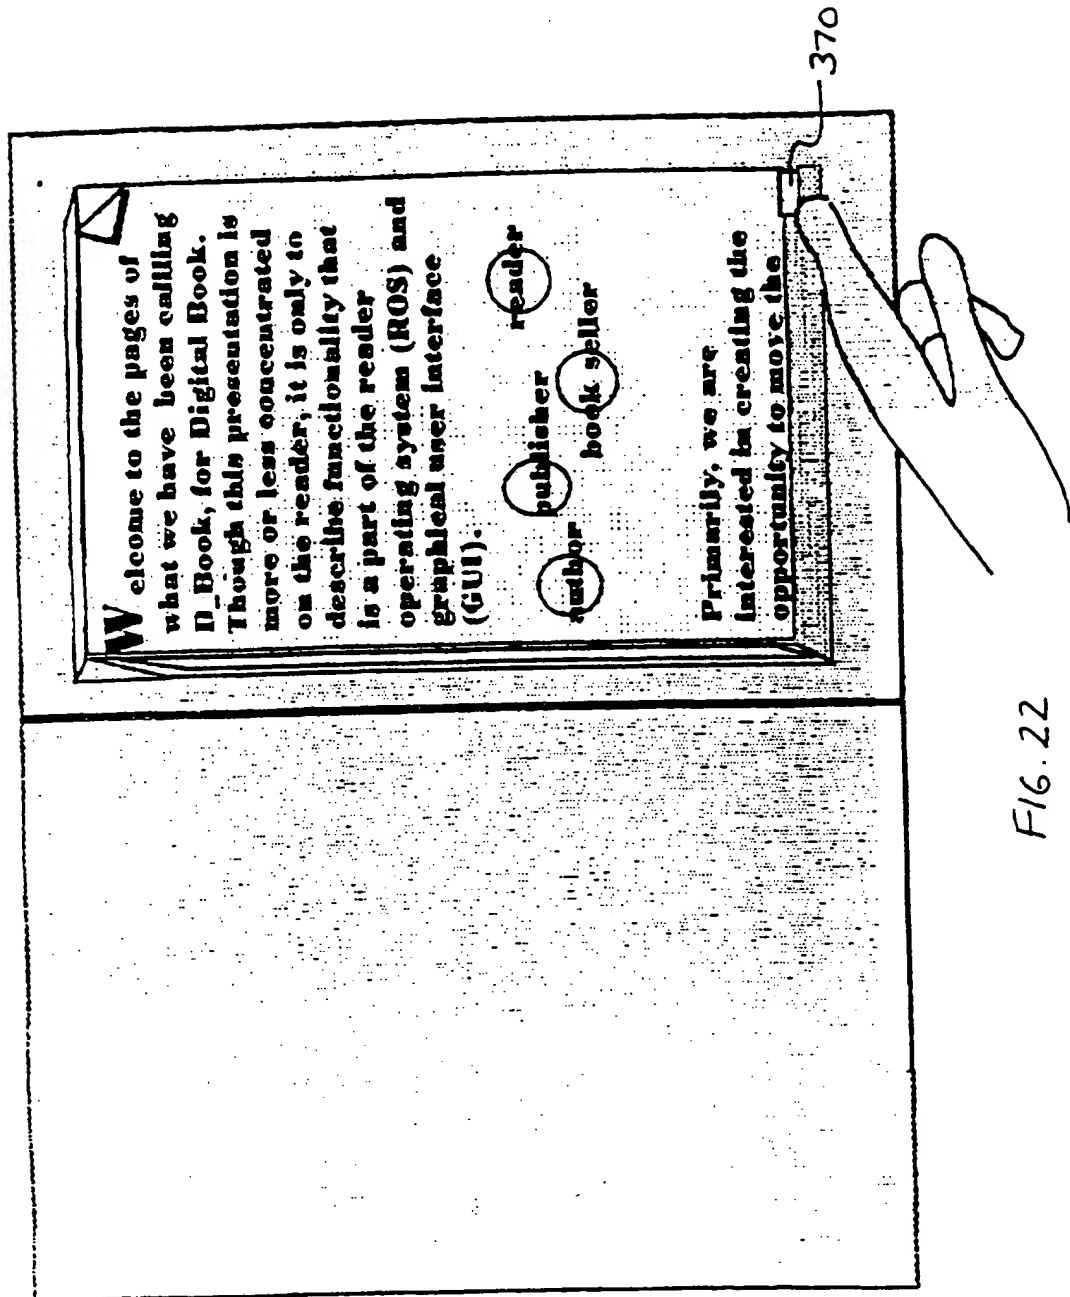 Welcome to the pages of
what we have been calling
D_Book, for Digital Book.
Though this presentation is
more or less concentrated
on the reader, it is only to
describe functionality that
is a part of the reader
operating system (ROS) and
graphical user interface
(GUI).
author
publisher
book seller
reader
Primarily, we are
interested in creating the
opportunity to move the
370
FIG. 22